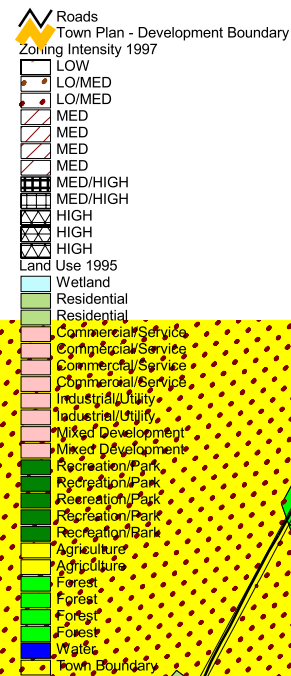 Roads
Town Plan - Development Boundary
Zoning Intensity 1997
LOW
LO/MED
LO/MED
MED
MED
MED
MED
MED/HIGH
MED/HIGH
HIGH
HIGH
HIGH
Land Use 1995
Wetland
Residential
Residential
Commercial/Service
Commercial/Service
Commercial/Service
Commercial/Service
Industrial/Utility
Industrial/Utility
Mixed Development
Mixed Development
Recreation/Park
Recreation/Park
Recreation/Park
Recreation/Park
Recreation/Park
Agriculture
Agriculture
Forest
Forest
Forest
Forest
Water
Town Boundary